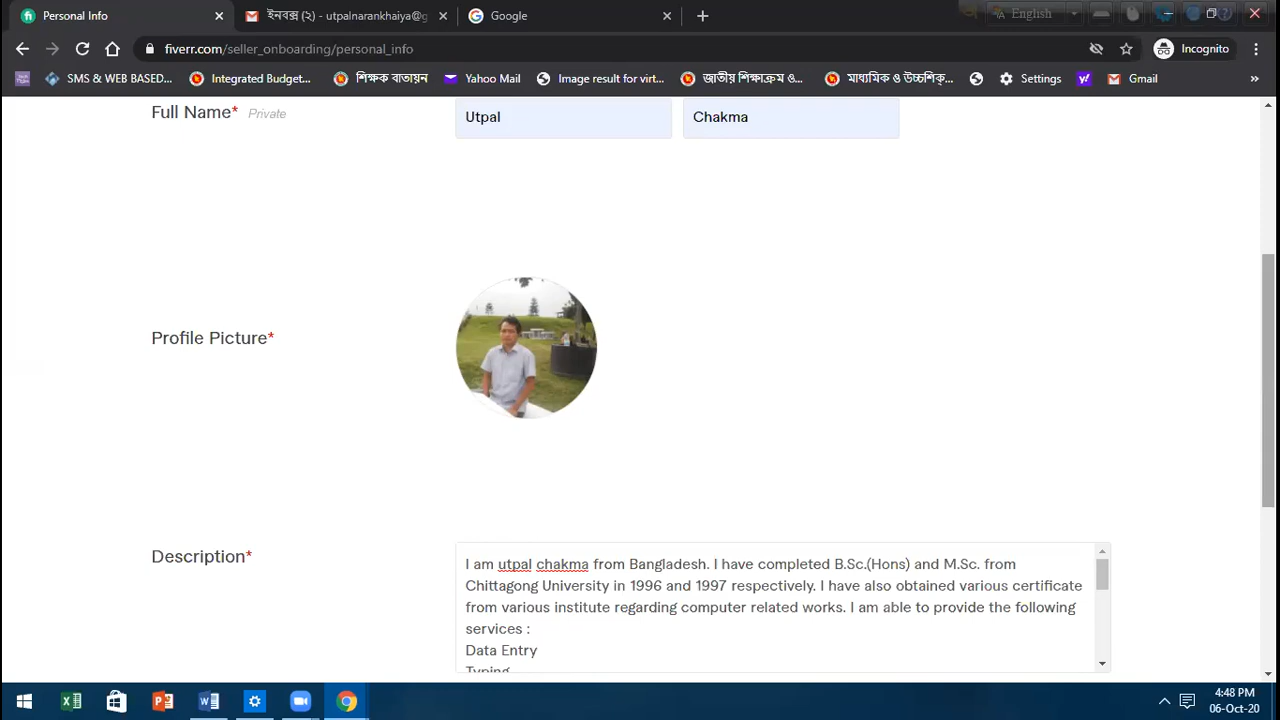 Personal Info
ইনবক্স (২) - utpalnarankhaiya@g
Google
English
fiverr.com/seller_onboarding/personal_info
Incognito
SMS & WEB BASED...
Integrated Budget...
শিক্ষক বাতায়ন
Yahoo Mail
Image result for virt...
জাতীয় শিক্ষাক্রম ও...
মাধ্যমিক ও উচ্চশিক্...
Settings
Gmail
»
Full Name* Private
Utpal
Chakma
Profile Picture*
Description*
I am utpal chakma from Bangladesh. I have completed B.Sc.(Hons) and M.Sc. from
Chittagong University in 1996 and 1997 respectively. I have also obtained various certificate
from various institute regarding computer related works. I am able to provide the following
services :
Data Entry
Typing
4:48 PM
06-Oct-20